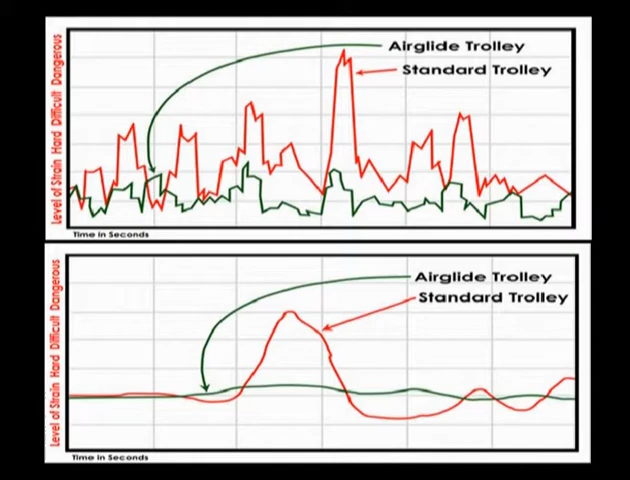 Airglide Trolley
Standard Trolley
Level of Strain Hard Difficult Dangerous
Time In Seconds
Airglide Trolley
Standard Trolley
Level of Strain Hard Difficult Dangerous
Time In Seconds